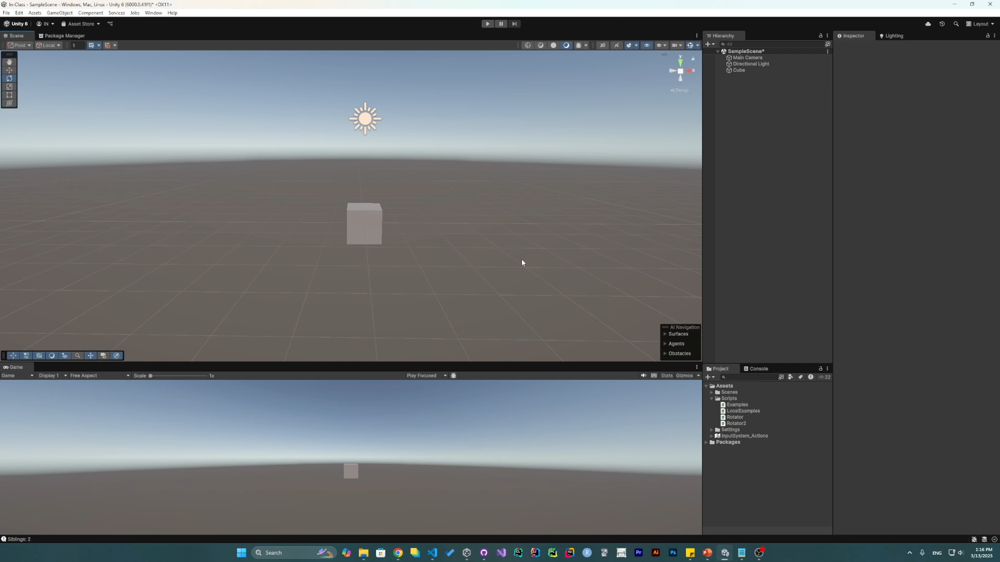 In-Class - SampleScene - Windows, Mac, Linux - Unity 6 (6000.0.41f1)* <DX11>
File Edit Assets GameObject Component Services Jobs Window Help
Unity 6 IN Asset Store Layout
Scene Package Manager
Pivot Local 1 2D
y
x
Persp
AI Navigation
Surfaces
Agents
Obstacles
Game
Game Display 1 Free Aspect Scale 1x Play Focused Stats Gizmos
Hierarchy
All
SampleScene*
Main Camera
Directional Light
Cube
Inspector Lighting
Project Console
22
Assets
Scenes
Scripts
Examples
LocalExamples
Rotator
Rotator2
Settings
InputSystem_Actions
Packages
Siblings: 2
Search
ENG
1:16 PM
3/13/2025